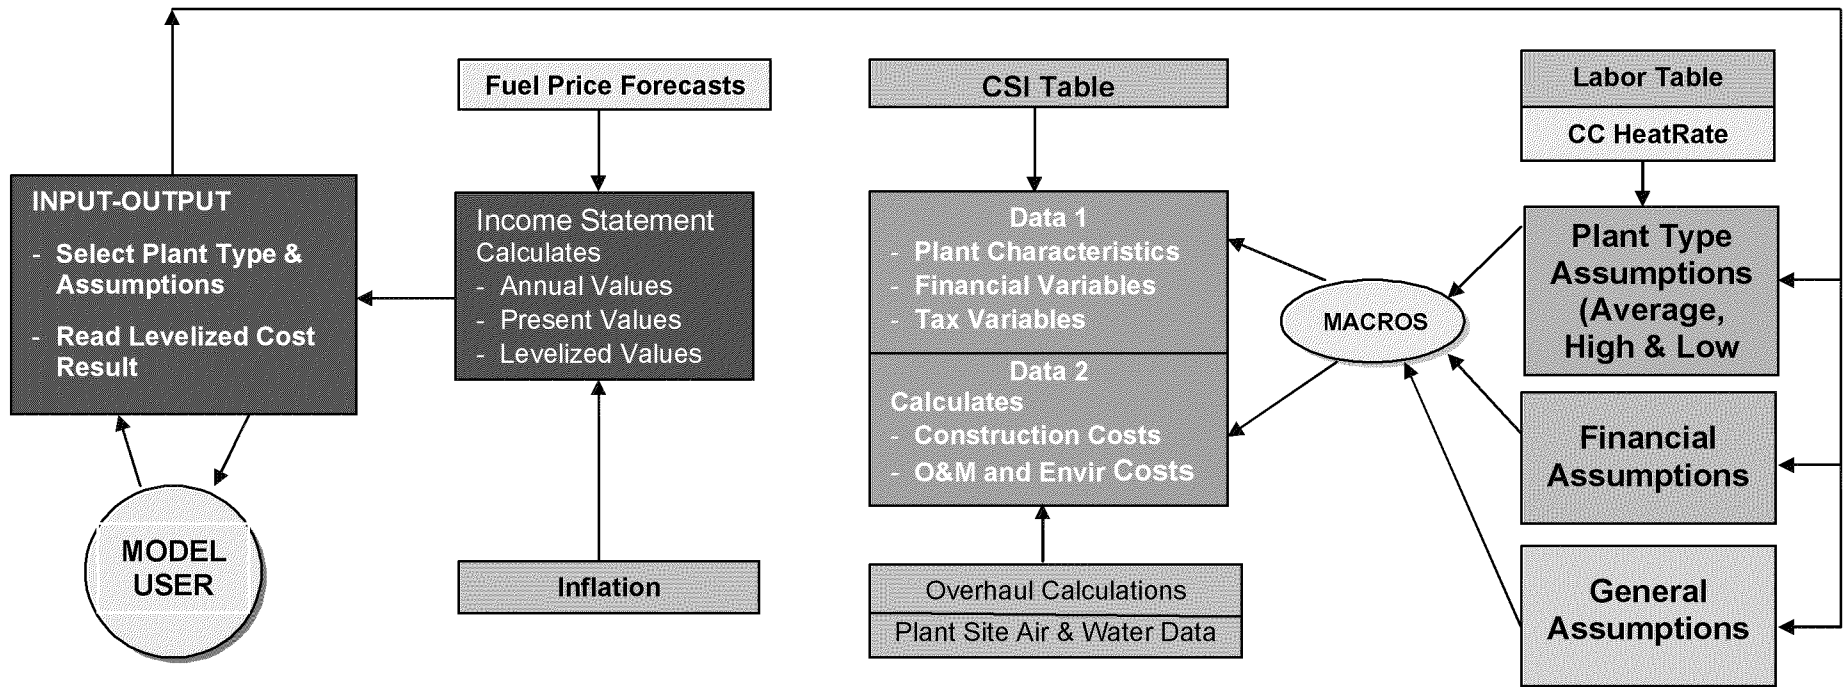 Fuel Price Forecasts
CSI Table
Labor Table
CC HeatRate
INPUT-OUTPUT
- Select Plant Type &
Assumptions
- Read Levelized Cost
Result
Income Statement
Calculates
- Annual Values
- Present Values
- Levelized Values
Data 1
- Plant Characteristics
- Financial Variables
- Tax Variables
Data 2
Calculates
- Construction Costs
- O&M and Envir Costs
MACROS
Plant Type
Assumptions
(Average,
High & Low
Financial
Assumptions
General
Assumptions
MODEL
USER
Inflation
Overhaul Calculations
Plant Site Air & Water Data